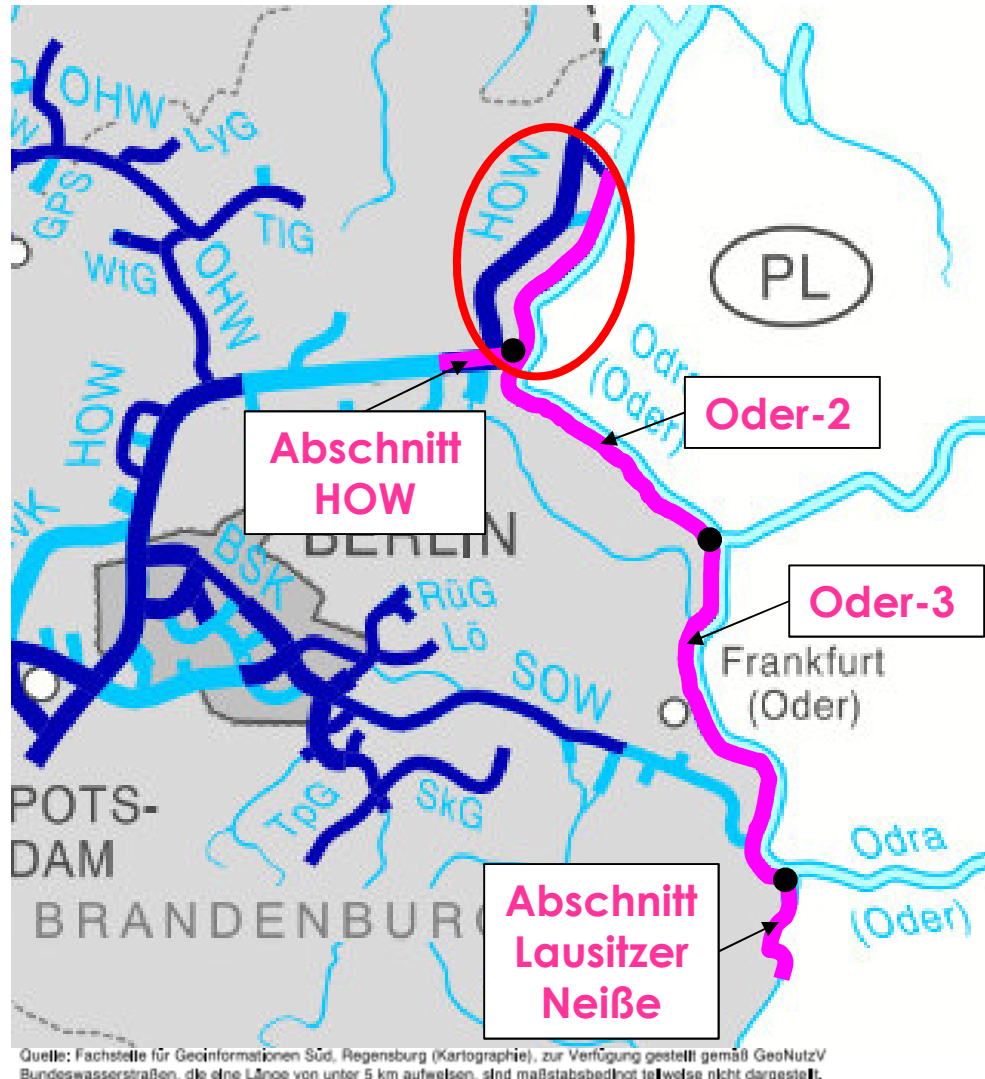 OHW
LyG
GPS
TlG
WtG
OHW
HOW
HOW
PL
Odra
(Oder)
Oder-2
Abschnitt
HOW
BERLIN
BSK
Oder-3
RüG
Lö
SOW
Frankfurt
(Oder)
POTS-
DAM
TpG
SkG
Odra
(Oder)
BRANDENBURG
Abschnitt
Lausitzer
Neiße
Quelle: Fachstelle für Geoinformationen Süd, Regensburg (Kartographie), zur Verfügung gestellt gemäß GeoNutzV
Bundeswasserstraßen, die eine Länge von unter 5 km aufweisen, sind maßstabsbedingt teilweise nicht dargestellt.